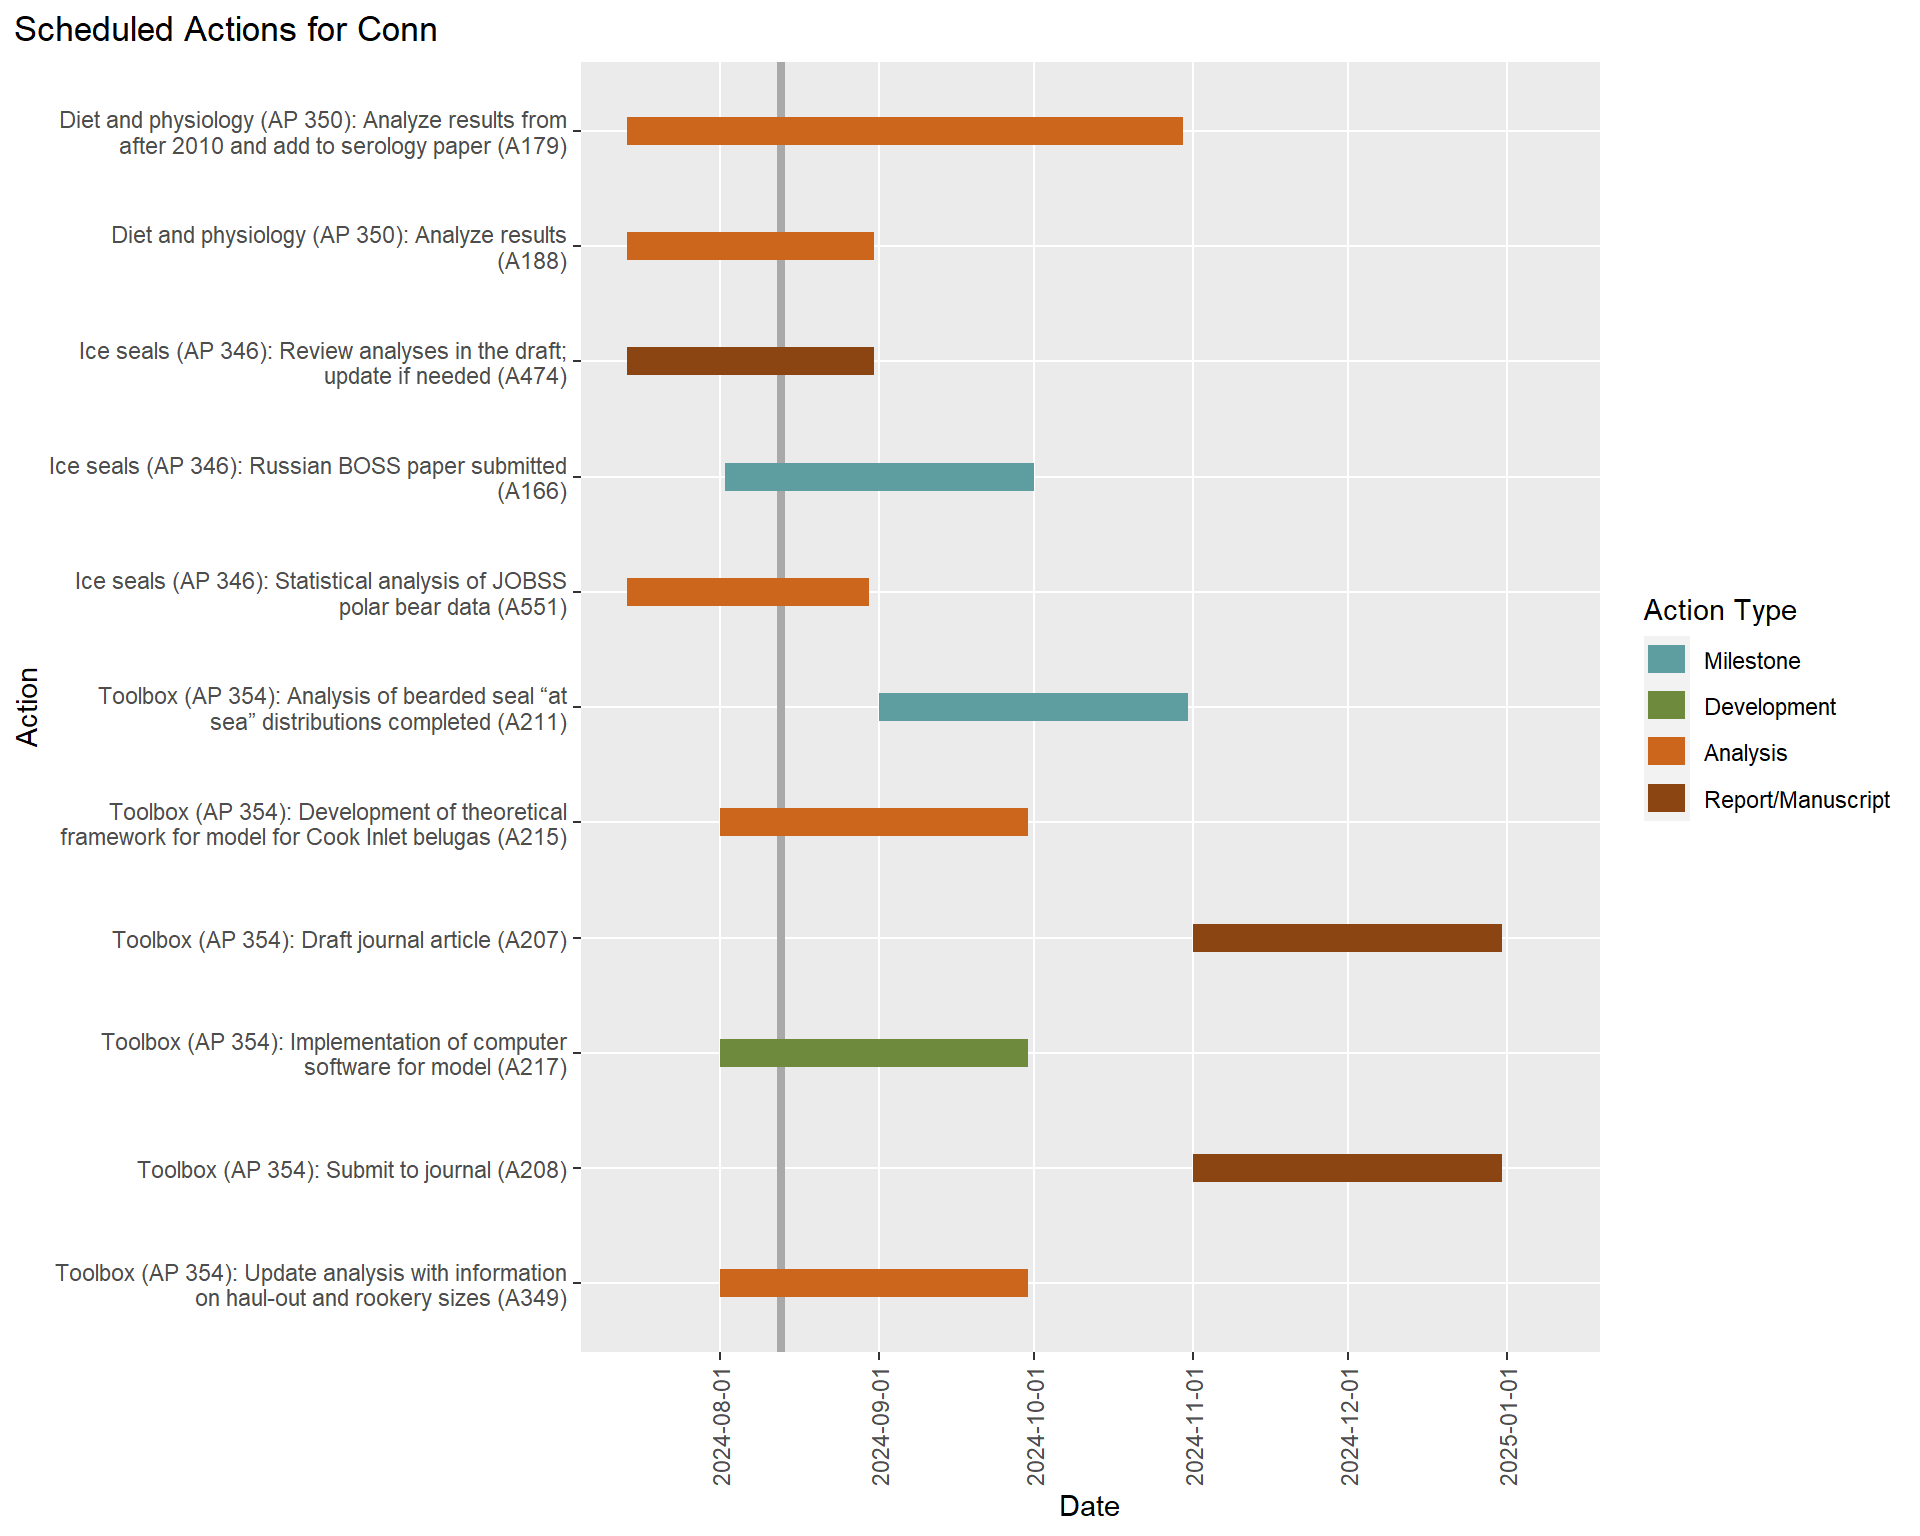 Scheduled Actions for Conn
Diet and physiology (AP 350): Analyze results from
after 2010 and add to serology paper (A179)
Diet and physiology (AP 350): Analyze results
(A188)
Ice seals (AP 346): Review analyses in the draft;
update if needed (A474)
Ice seals (AP 346): Russian BOSS paper submitted
(A166)
Ice seals (AP 346): Statistical analysis of JOBSS
polar bear data (A551)
Toolbox (AP 354): Analysis of bearded seal “at
sea” distributions completed (A211)
Toolbox (AP 354): Development of theoretical
framework for model for Cook Inlet belugas (A215)
Toolbox (AP 354): Draft journal article (A207)
Toolbox (AP 354): Implementation of computer
software for model (A217)
Toolbox (AP 354): Submit to journal (A208)
Toolbox (AP 354): Update analysis with information
on haul-out and rookery sizes (A349)
Action
2024-08-01
2024-09-01
2024-10-01
2024-11-01
2024-12-01
2025-01-01
Date
Action Type
Milestone
Development
Analysis
Report/Manuscript